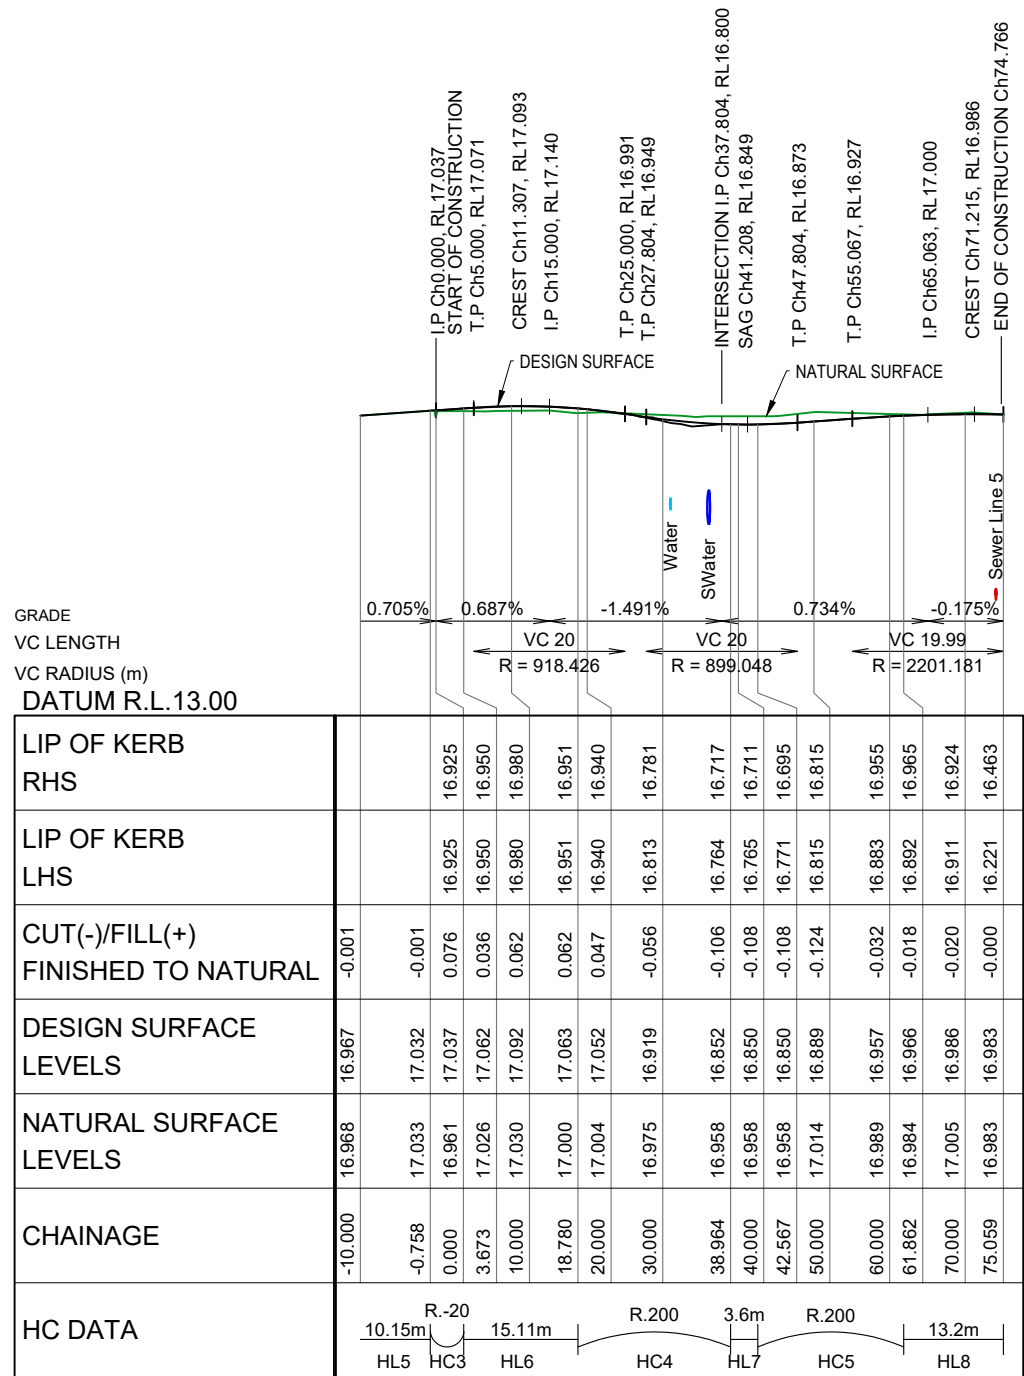 I.P Ch0.000, RL17.037
START OF CONSTRUCTION
T.P Ch5.000, RL17.071
CREST Ch11.307, RL17.093
I.P Ch15.000, RL17.140
T.P Ch25.000, RL16.991
T.P Ch27.804, RL16.949
INTERSECTION I.P Ch37.804, RL16.800
SAG Ch41.208, RL16.849
T.P Ch47.804, RL16.873
T.P Ch55.067, RL16.927
I.P Ch65.063, RL17.000
CREST Ch71.215, RL16.986
END OF CONSTRUCTION Ch74.766
DESIGN SURFACE
NATURAL SURFACE
Water
SWater
Sewer Line 5
GRADE 0.705% 0.687% -1.491% 0.734% -0.175%
VC LENGTH VC 20 VC 20 VC 19.99
VC RADIUS (m) R = 918.426 R = 899.048 R = 2201.181
DATUM R.L.13.00
LIP OF KERB
RHS
16.925 16.950 16.980 16.951 16.940 16.781 16.717 16.711 16.695 16.815 16.955 16.965 16.924 16.463
LIP OF KERB
LHS
16.925 16.950 16.980 16.951 16.940 16.813 16.764 16.765 16.771 16.815 16.883 16.892 16.911 16.221
CUT(-)/FILL(+)
FINISHED TO NATURAL
-0.001 -0.001 0.076 0.036 0.062 0.062 0.047 -0.056 -0.106 -0.108 -0.108 -0.124 -0.032 -0.018 -0.020 -0.000
DESIGN SURFACE
LEVELS
16.967 17.032 17.037 17.062 17.092 17.063 17.052 16.919 16.852 16.850 16.850 16.889 16.957 16.966 16.986 16.983
NATURAL SURFACE
LEVELS
16.968 17.033 16.961 17.026 17.030 17.000 17.004 16.975 16.958 16.958 16.958 17.014 16.989 16.984 17.005 16.983
CHAINAGE
-10.000 -0.758 0.000 3.673 10.000 18.780 20.000 30.000 38.964 40.000 42.567 50.000 60.000 61.862 70.000 75.059
HC DATA
10.15m R.-20 15.11m R.200 3.6m R.200 13.2m
HL5 HC3 HL6 HC4 HL7 HC5 HL8